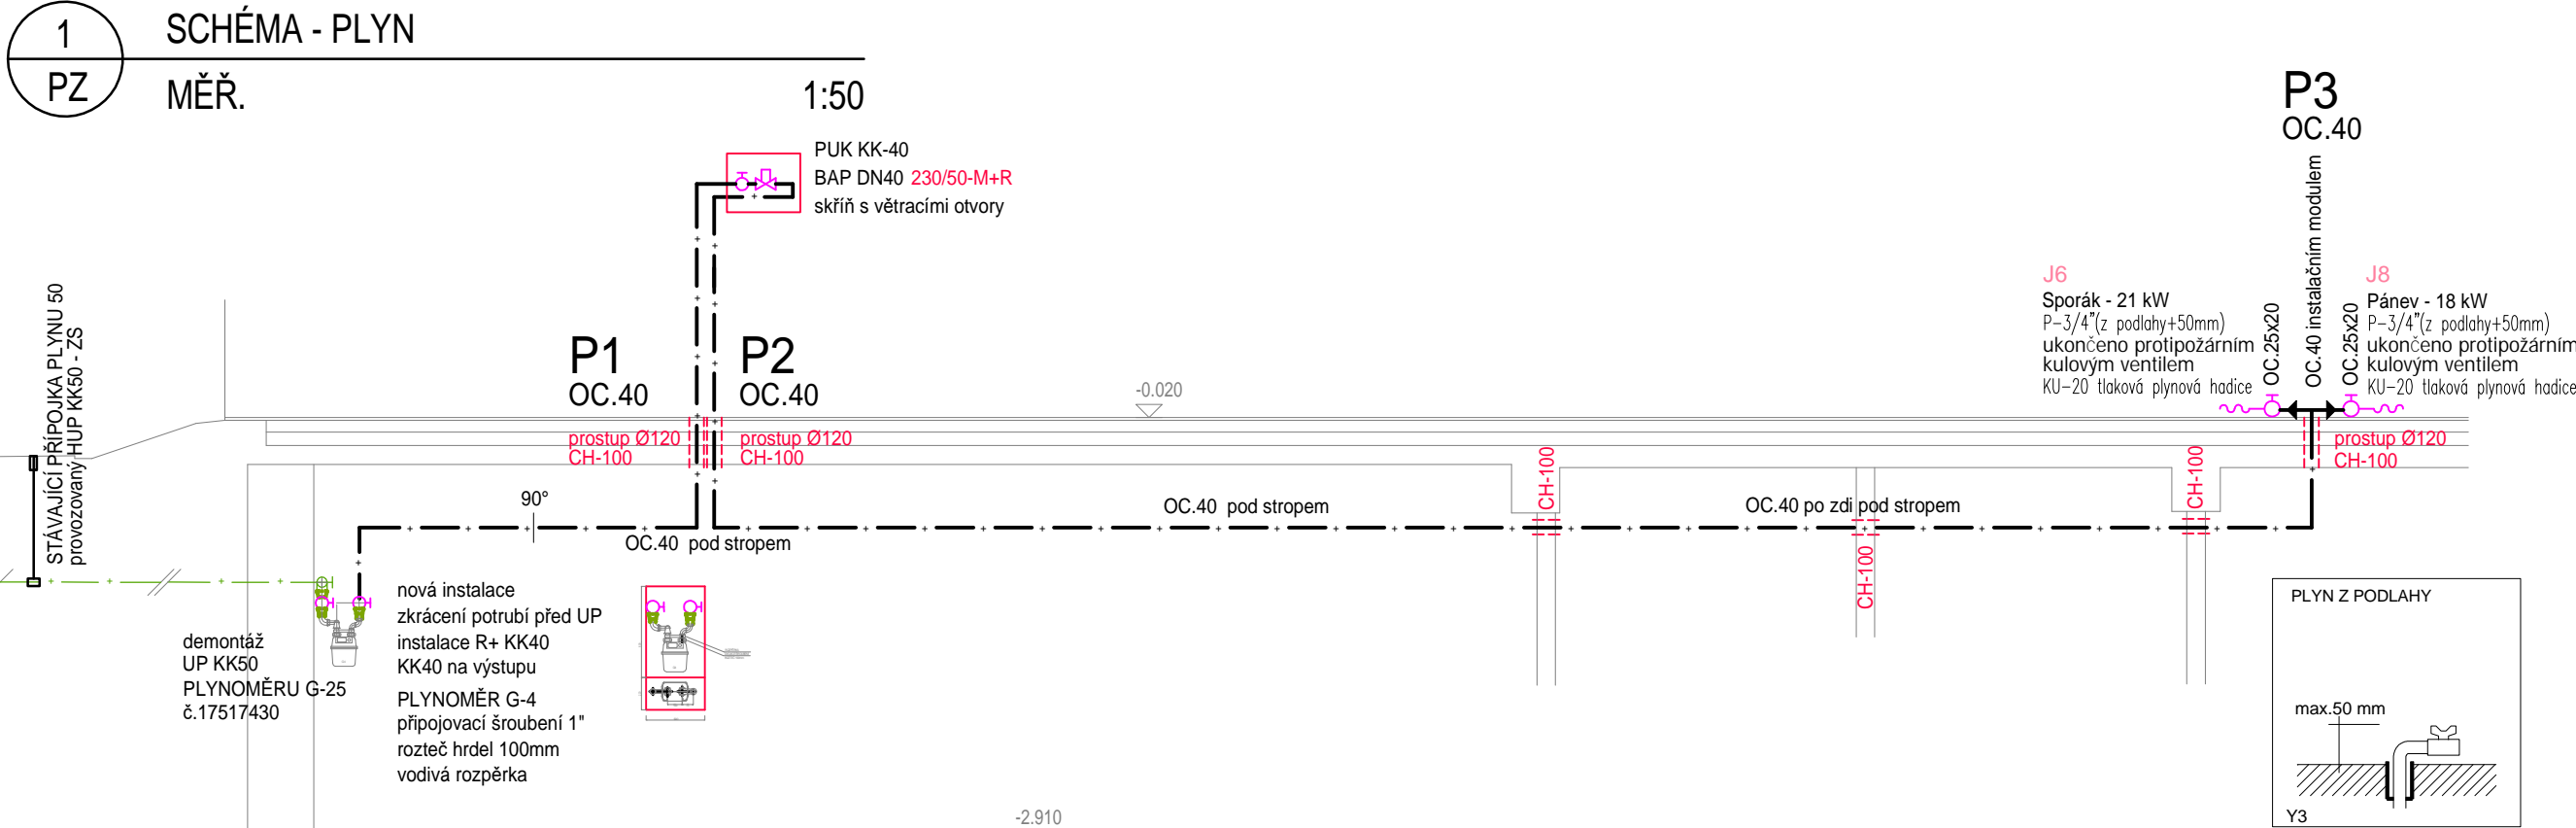 1
PZ
SCHÉMA - PLYN
MĚŘ.
1:50
PUK KK-40
BAP DN40 230/50-M+R
skříň s větracími otvory
P3
OC.40
OC.40 instalačním modulem
J6
Sporák - 21 kW
P-3/4"(z podlahy+50mm)
ukončeno protipožárním
kulovým ventilem
KU-20 tlaková plynová hadice
OC.25x20
OC.25x20
J8
Pánev - 18 kW
P-3/4"(z podlahy+50mm)
ukončeno protipožárním
kulovým ventilem
KU-20 tlaková plynová hadice
STÁVAJÍCÍ PŘÍPOJKA PLYNU 50
provozovaný HUP KK50 - ZŠ
P1
OC.40
P2
OC.40
-0.020
prostup Ø120
CH-100
prostup Ø120
CH-100
prostup Ø120
CH-100
CH-100
CH-100
CH-100
90°
OC.40 pod stropem
OC.40 pod stropem
OC.40 po zdi pod stropem
demontáž
UP KK50
PLYNOMĚRU G-25
č.17517430
nová instalace
zkrácení potrubí před UP
instalace R+ KK40
KK40 na výstupu
PLYNOMĚR G-4
připojovací šroubení 1"
rozteč hrdel 100mm
vodivá rozpěrka
-2.910
PLYN Z PODLAHY
max.50 mm
Y3